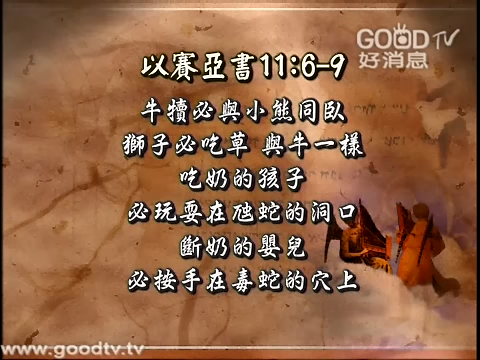 GOOD TV
好消息
以賽亞書11:6-9
牛犢必與小熊同臥
獅子必吃草 與牛一樣
吃奶的孩子
必玩耍在虺蛇的洞口
斷奶的嬰兒
必按手在毒蛇的穴上
www.goodtv.tv